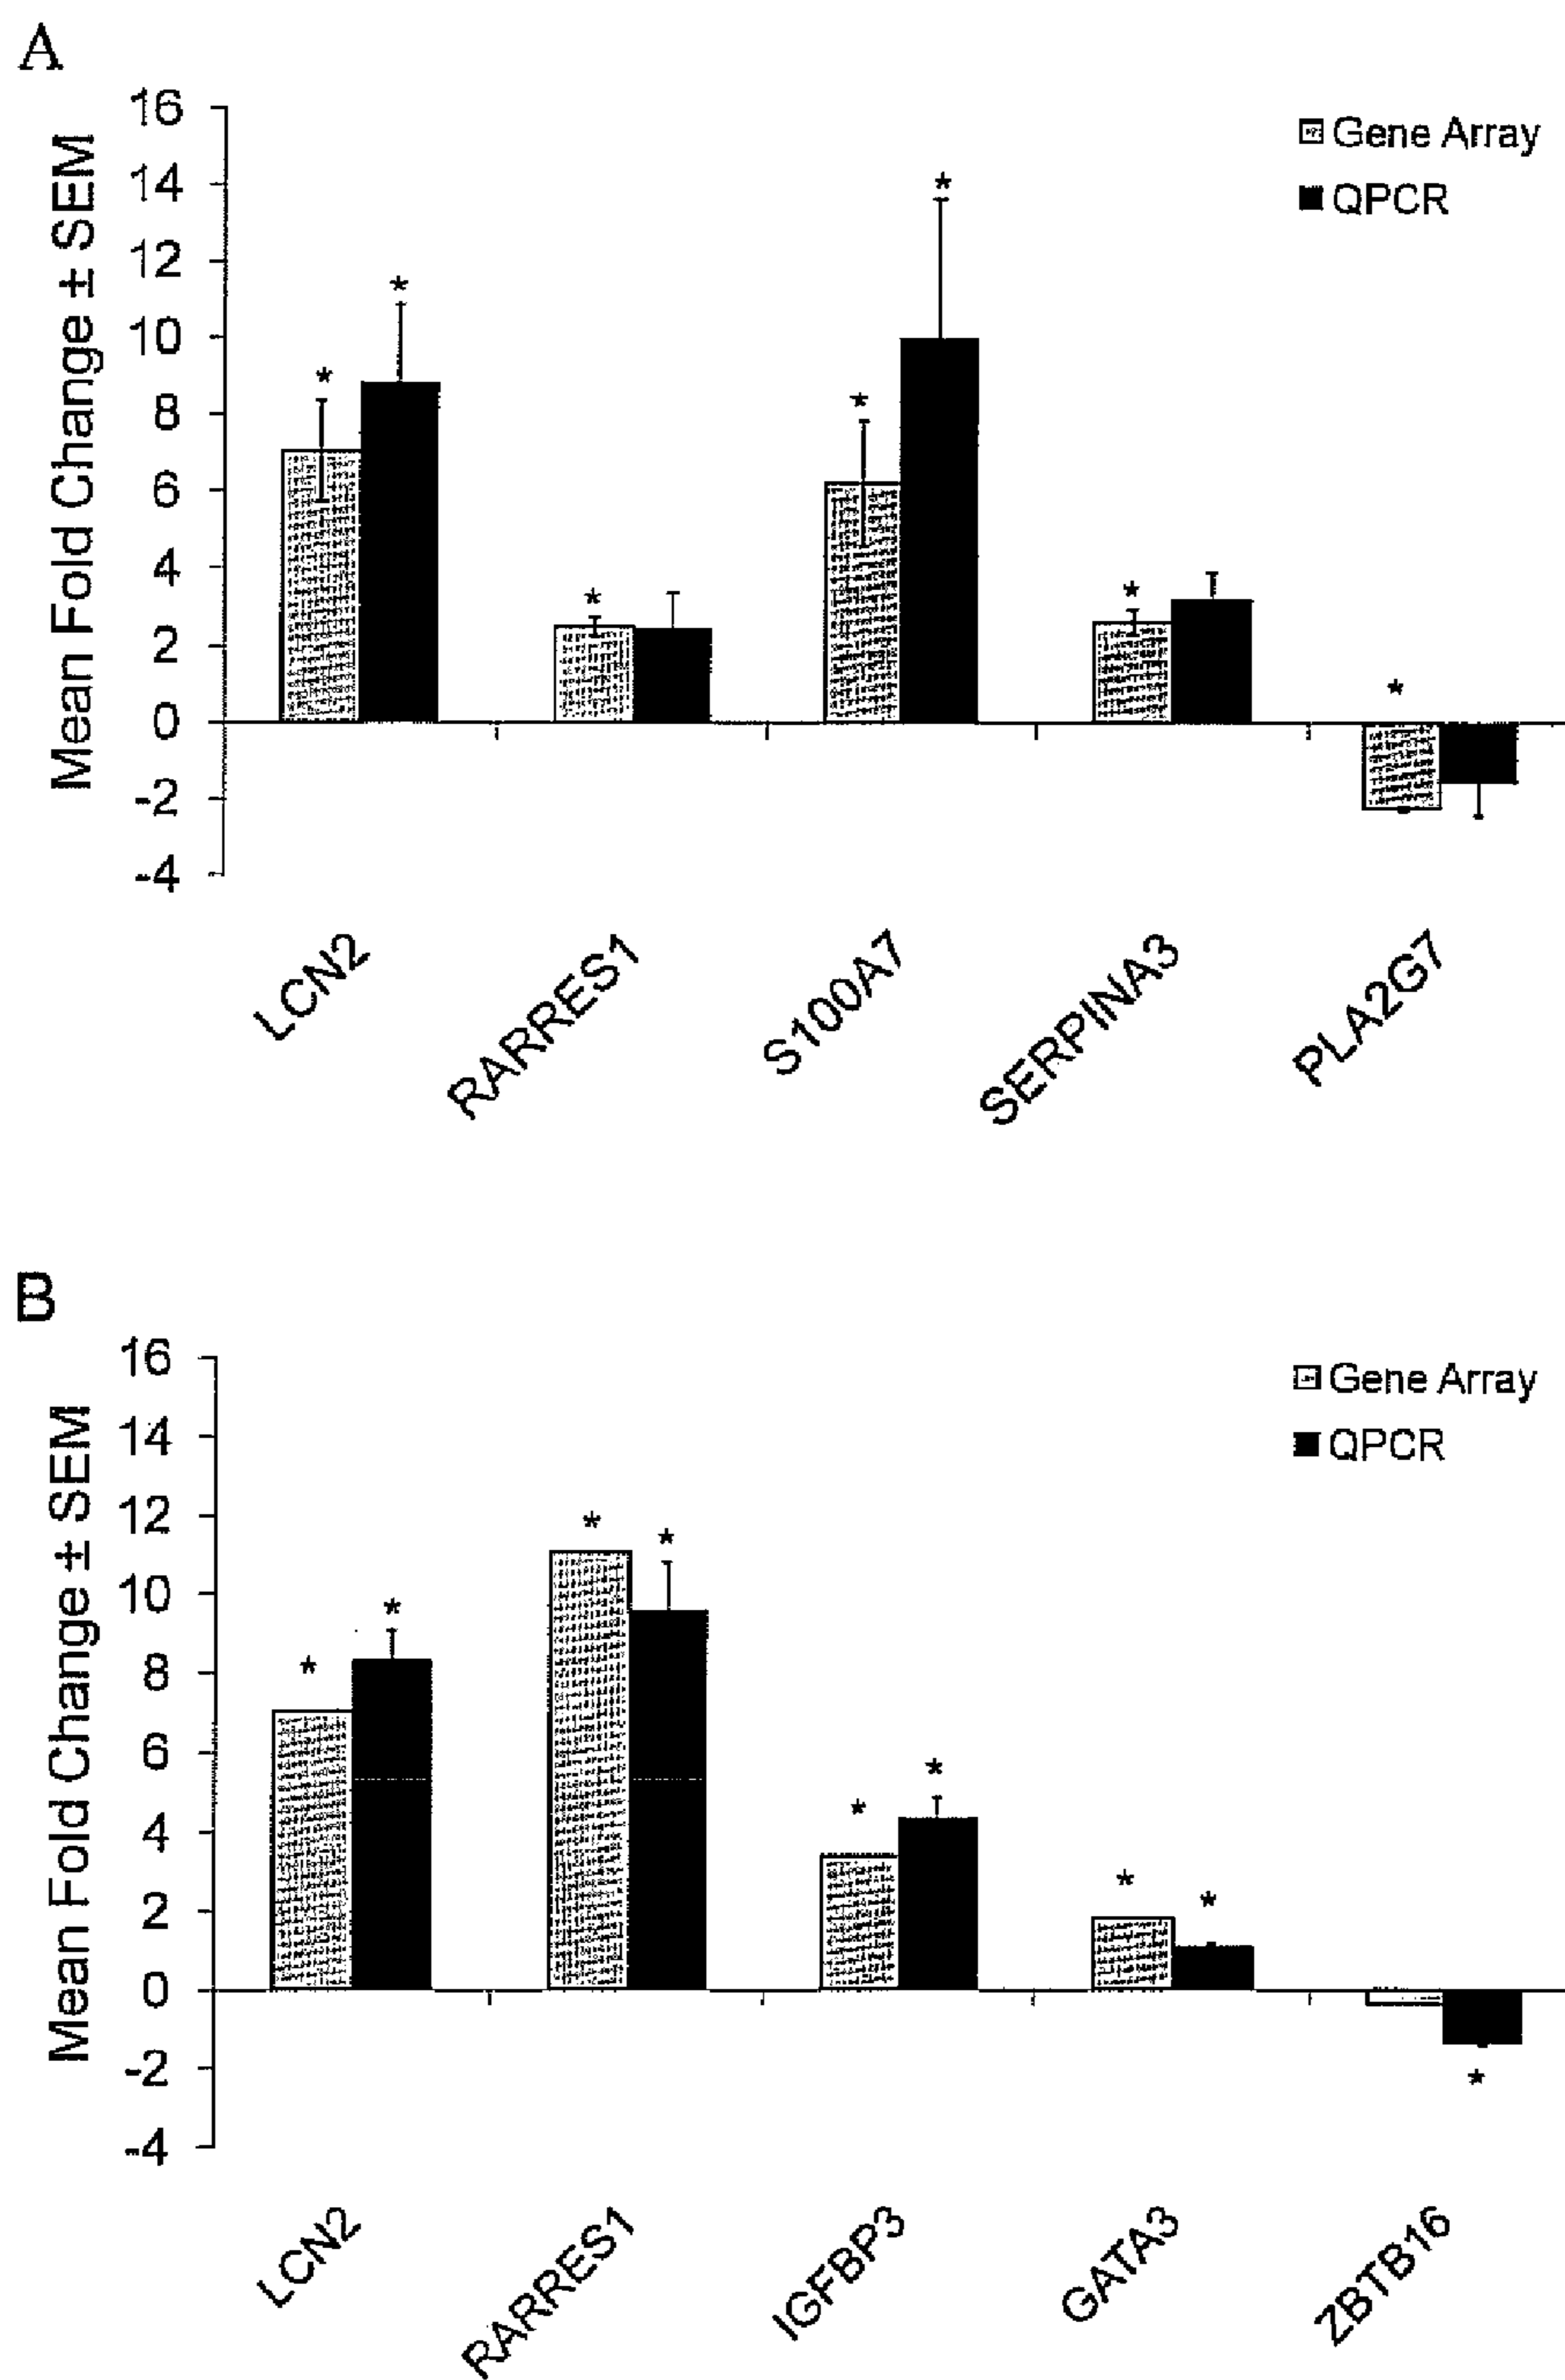 A
Mean Fold Change ± SEM
16
14
12
10
8
6
4
2
0
-2
-4
Gene Array
QPCR
*
*
*
*
*
*
*
LCN2
RARRES1
S100A7
SERPINA3
PLA2G7
B
Mean Fold Change ± SEM
16
14
12
10
8
6
4
2
0
-2
-4
Gene Array
QPCR
*
*
*
*
*
*
*
*
*
LCN2
RARRES1
IGFBP3
GATA3
ZBTB16